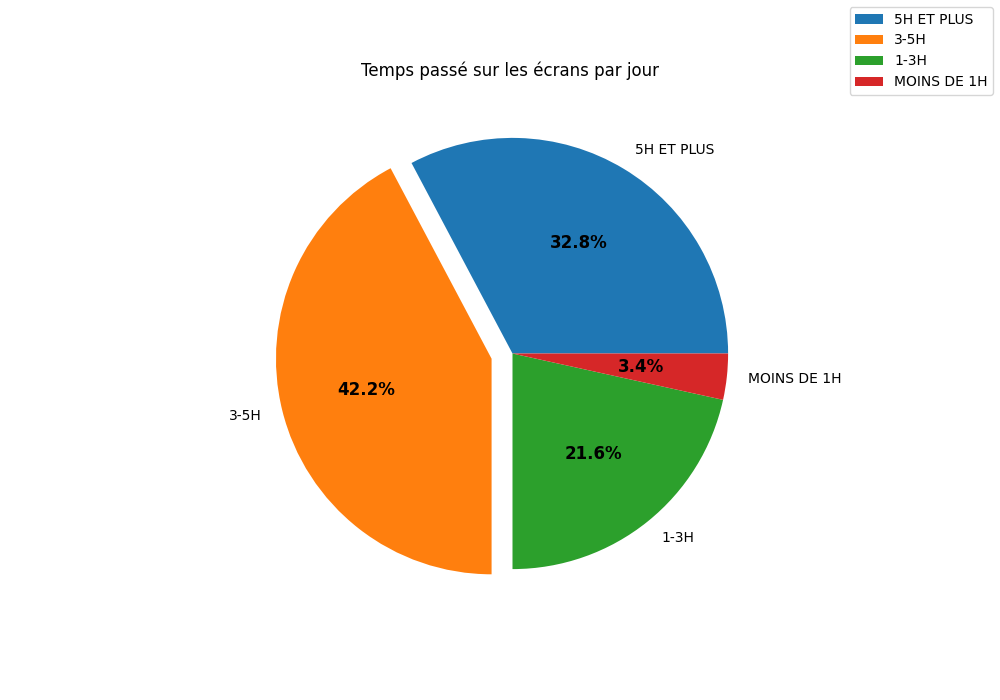 5H ET PLUS
3-5H
1-3H
MOINS DE 1H
Temps passé sur les écrans par jour
5H ET PLUS
32.8%
3.4%
MOINS DE 1H
42.2%
3-5H
21.6%
1-3H